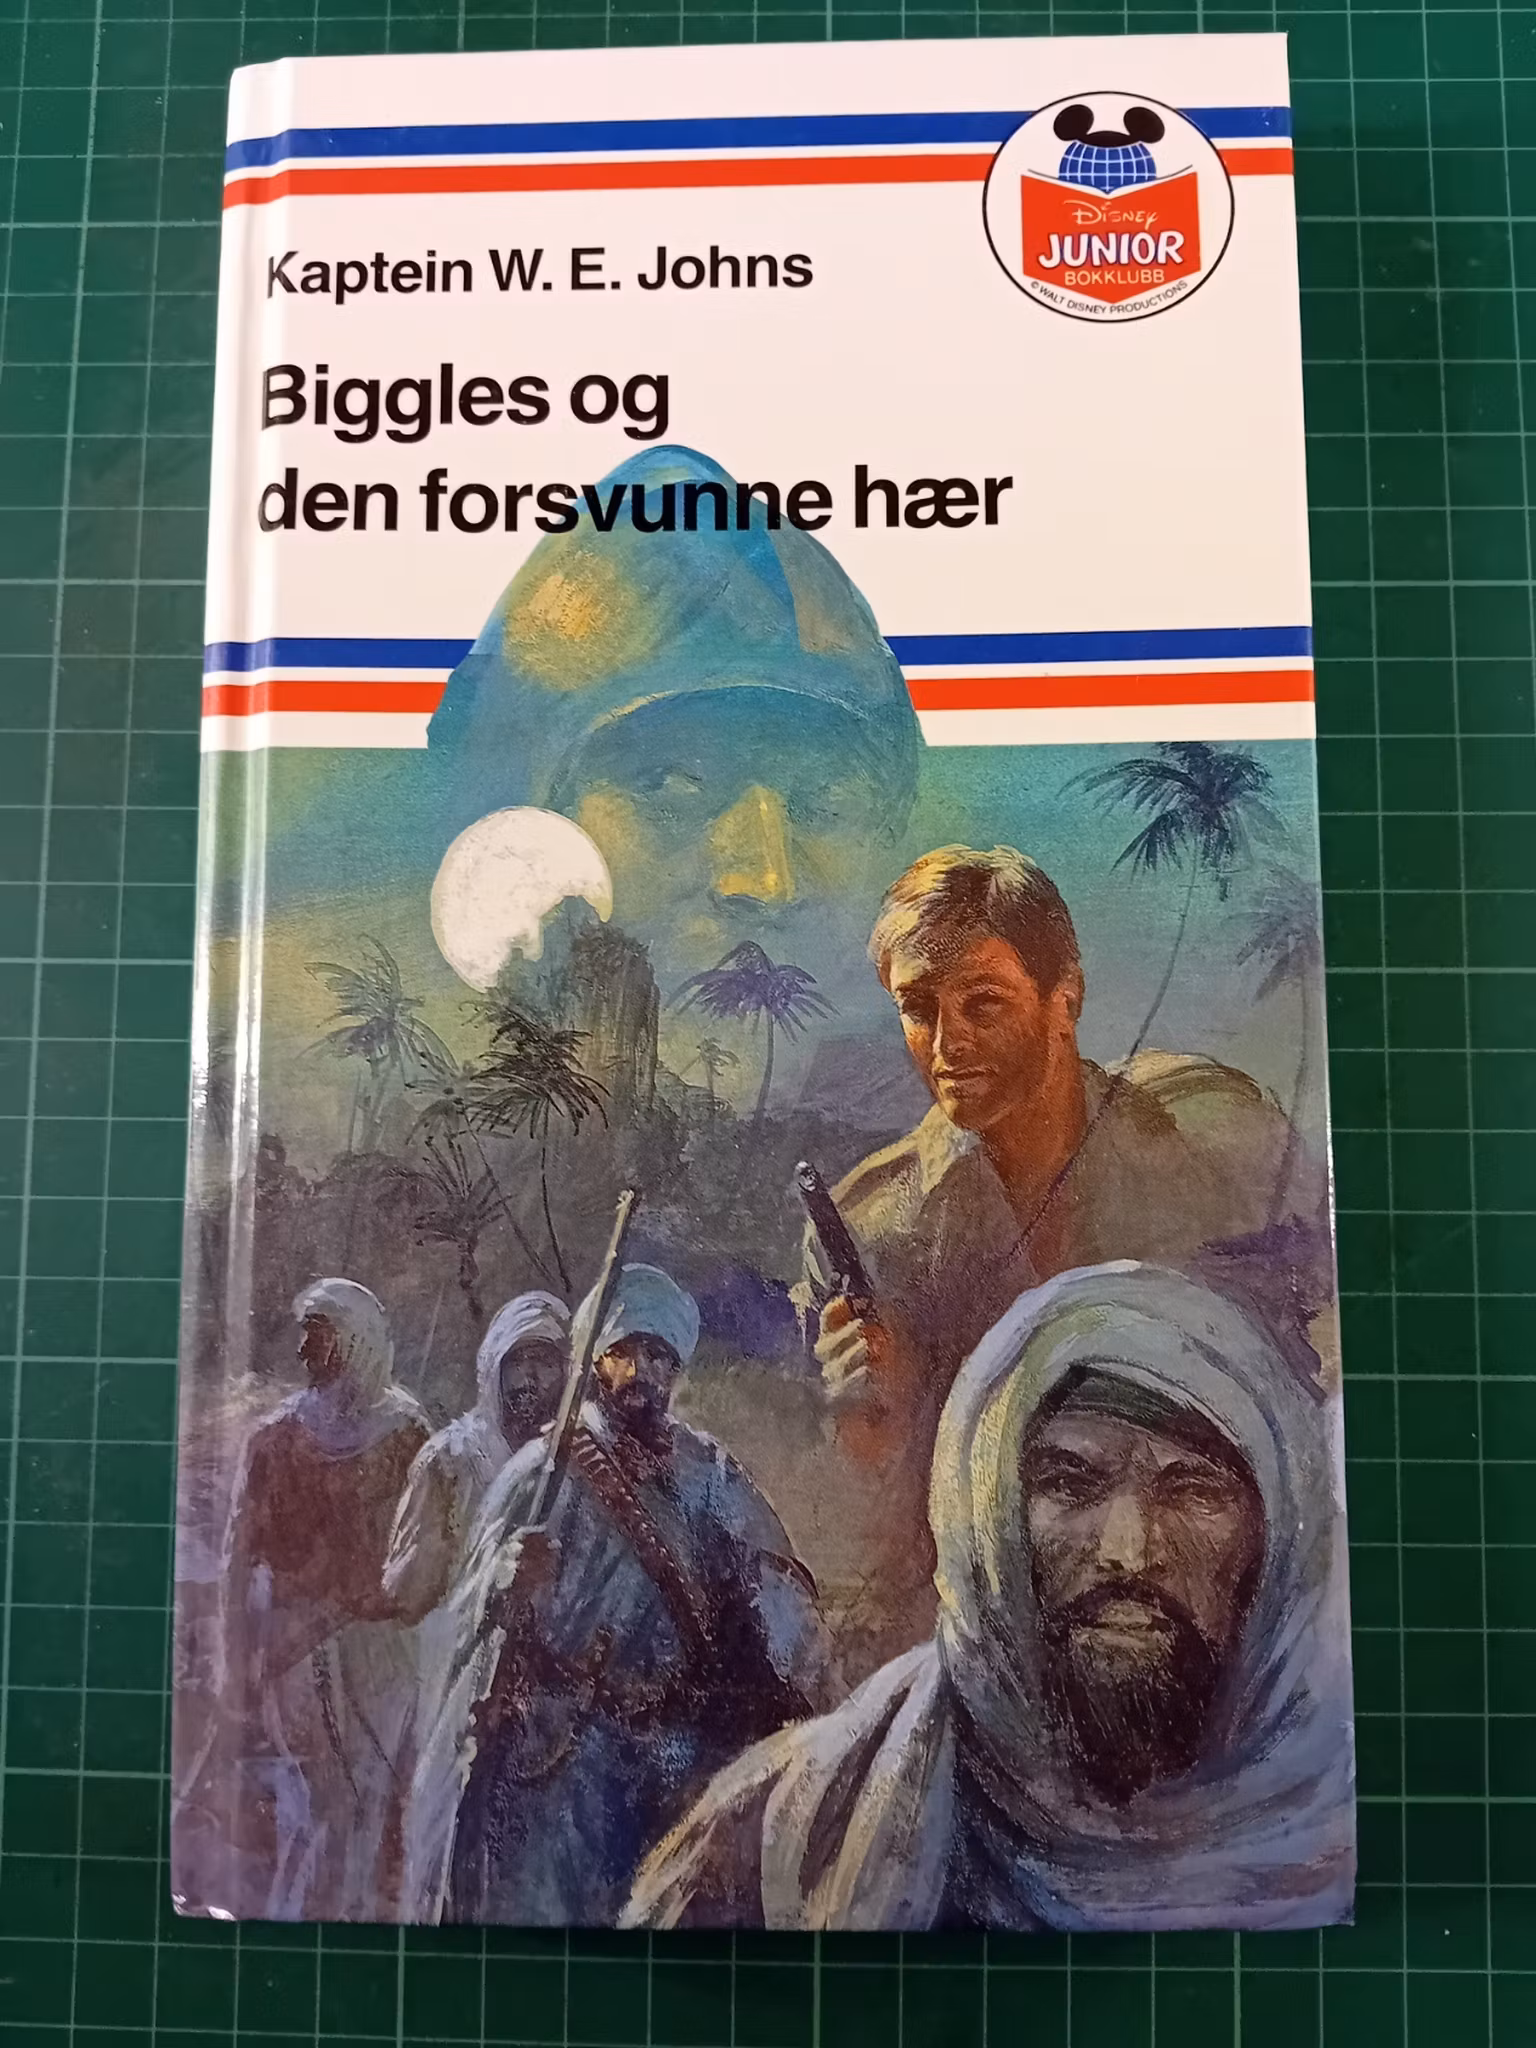 Kaptein W. E. Johns
Disney
JUNIOR
BOKKLUBB
© WALT DISNEY PRODUCTIONS
Biggles og
den forsvunne hær